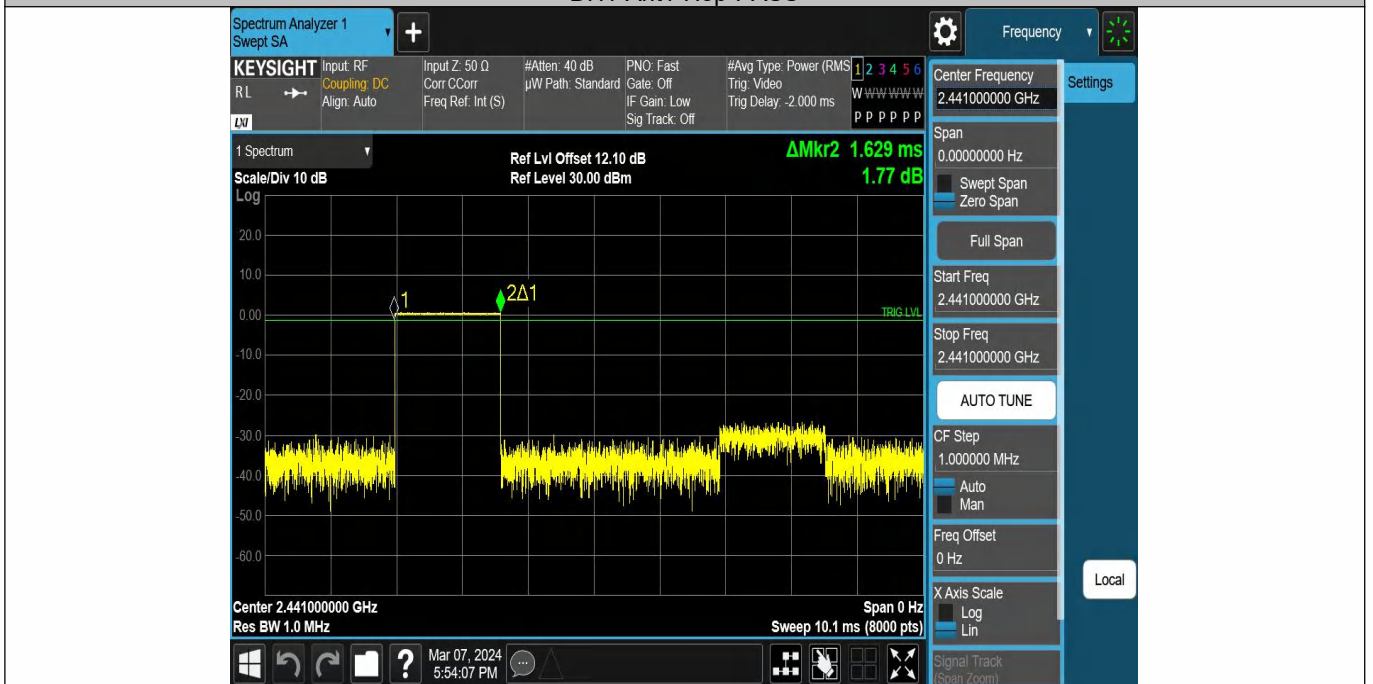 Spectrum Analyzer 1
Swept SA
+
Frequency
KEYSIGHT
RL
LXI
Input: RF
Coupling: DC
Align: Auto
Input Z: 50 Ω
Corr CCorr
Freq Ref: Int (S)
#Atten: 40 dB
µW Path: Standard
PNO: Fast
Gate: Off
IF Gain: Low
Sig Track: Off
#Avg Type: Power (RMS
Trig: Video
Trig Delay: -2.000 ms
1 2 3 4 5 6
W W W W W W
P P P P P P
Center Frequency
2.441000000 GHz
Settings
1 Spectrum
Scale/Div 10 dB
Log
Ref Lvl Offset 12.10 dB
Ref Level 30.00 dBm
ΔMkr2 1.629 ms
1.77 dB
Span
0.00000000 Hz
Swept Span
Zero Span
Full Span
Start Freq
2.441000000 GHz
Stop Freq
2.441000000 GHz
AUTO TUNE
CF Step
1.000000 MHz
Auto
Man
Freq Offset
0 Hz
X Axis Scale
Log
Lin
Signal Track
(Span Zoom)
Local
20.0
10.0
0.00
-10.0
-20.0
-30.0
-40.0
-50.0
-60.0
1
2Δ1
TRIG LVL
Center 2.441000000 GHz
Res BW 1.0 MHz
Span 0 Hz
Sweep 10.1 ms (8000 pts)
?
Mar 07, 2024
5:54:07 PM